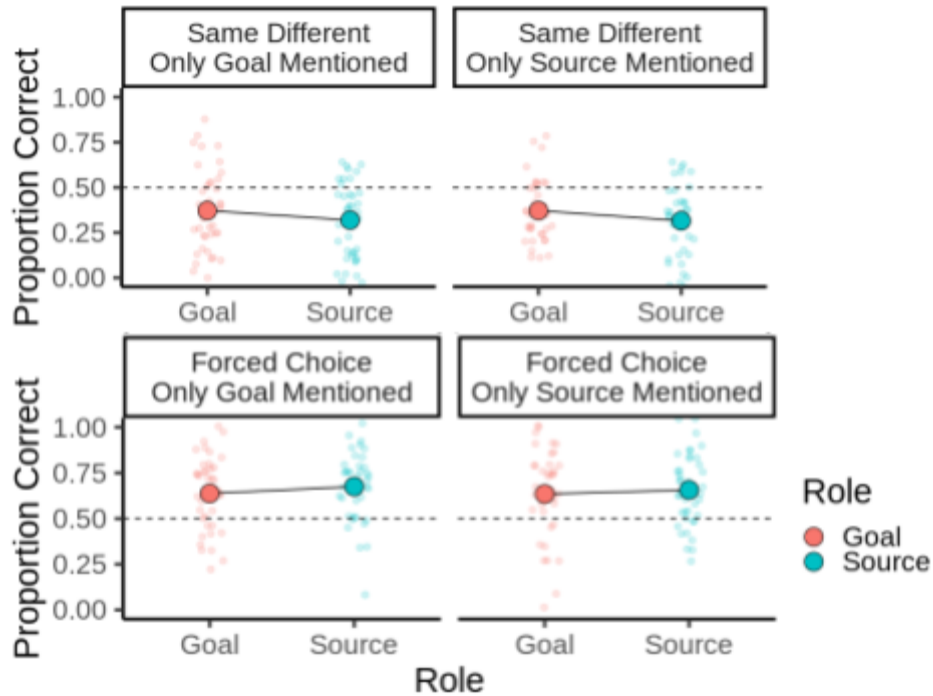 Same Different
Only Goal Mentioned
Same Different
Only Source Mentioned
Proportion Correct
1.00
0.75
0.50
0.25
0.00
Goal
Source
Goal
Source
Forced Choice
Only Goal Mentioned
Forced Choice
Only Source Mentioned
Proportion Correct
1.00
0.75
0.50
0.25
0.00
Goal
Source
Goal
Source
Role
Role
Goal
Source